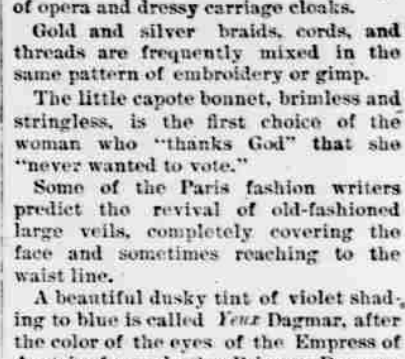 of opera and dressy carriage cloaks.
Gold and silver braids, cords, and
threads are frequently mixed in the
same pattern of embroidery or gimp.
The little capote bonnet, brimless and
stringless, is the first choice of the
woman who "thanks God" that she
"never wanted to vote."
Some of the Paris fashion writers
predict the revival of old-fashioned
large veils, completely covering the
face and sometimes reaching to the
waist line.
A beautiful dusky tint of violet shad-
ing to blue is called Yeux Dagmar, after
the color of the eyes of the Empress of